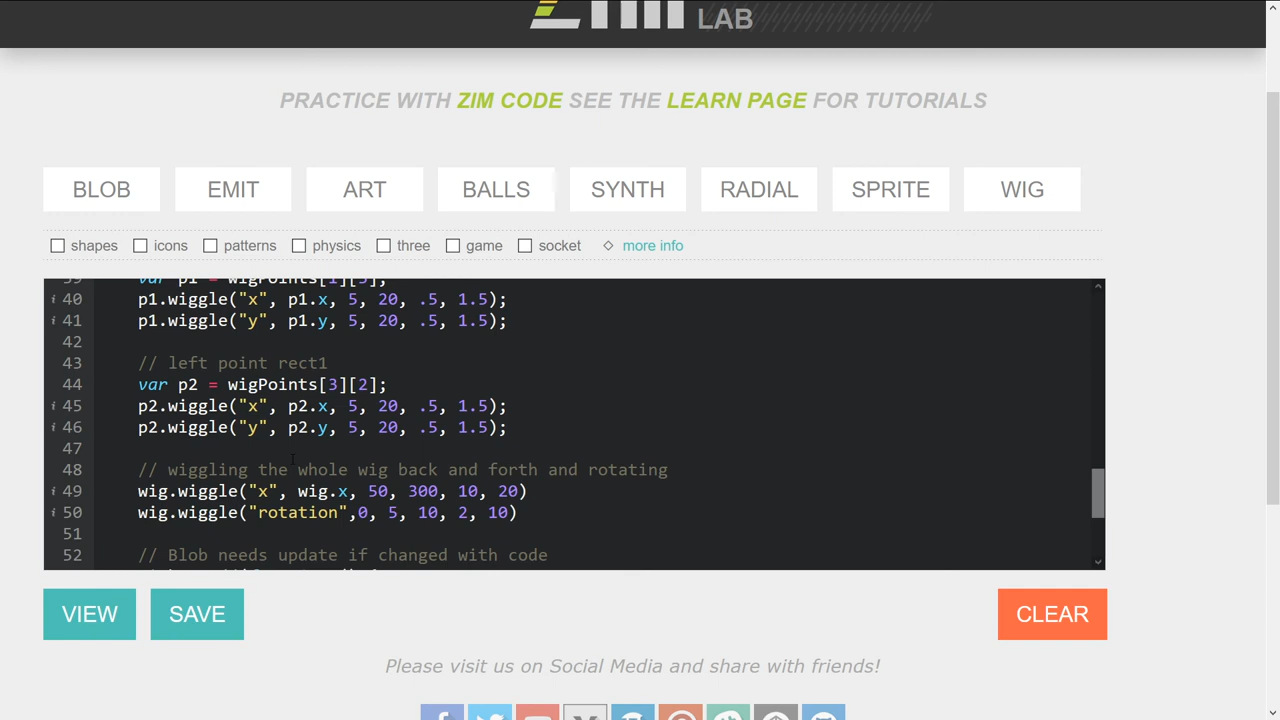 LAB
PRACTICE WITH ZIM CODE SEE THE LEARN PAGE FOR TUTORIALS
BLOB EMIT ART BALLS SYNTH RADIAL SPRITE WIG
shapes icons patterns physics three game socket ◇ more info
i 40 p1.wiggle("x", p1.x, 5, 20, .5, 1.5);
i 41 p1.wiggle("y", p1.y, 5, 20, .5, 1.5);
42
43 // left point rect1
44 var p2 = wigPoints[3][2];
i 45 p2.wiggle("x", p2.x, 5, 20, .5, 1.5);
i 46 p2.wiggle("y", p2.y, 5, 20, .5, 1.5);
47
48 // wiggling the whole wig back and forth and rotating
i 49 wig.wiggle("x", wig.x, 50, 300, 10, 20)
i 50 wig.wiggle("rotation",0, 5, 10, 2, 10)
51
52 // Blob needs update if changed with code
VIEW SAVE CLEAR
Please visit us on Social Media and share with friends!